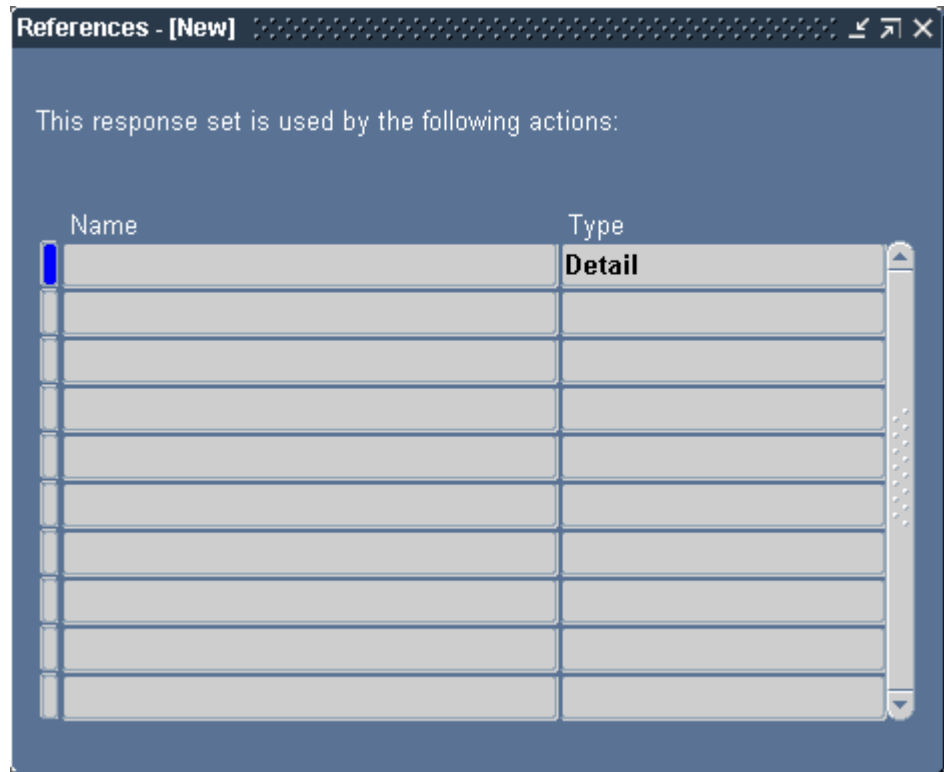 References - [New]
This response set is used by the following actions:
Name Type
Detail